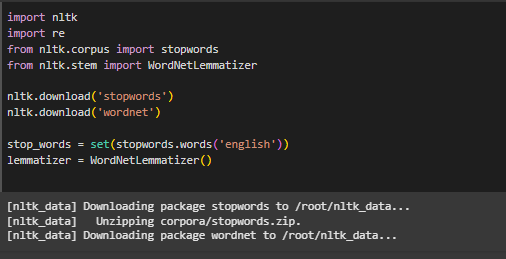 import nltk
import re
from nltk.corpus import stopwords
from nltk.stem import WordNetLemmatizer
nltk.download('stopwords')
nltk.download('wordnet')
stop_words = set(stopwords.words('english'))
lemmatizer = WordNetLemmatizer()
[nltk_data] Downloading package stopwords to /root/nltk_data...
[nltk_data]   Unzipping corpora/stopwords.zip.
[nltk_data] Downloading package wordnet to /root/nltk_data...